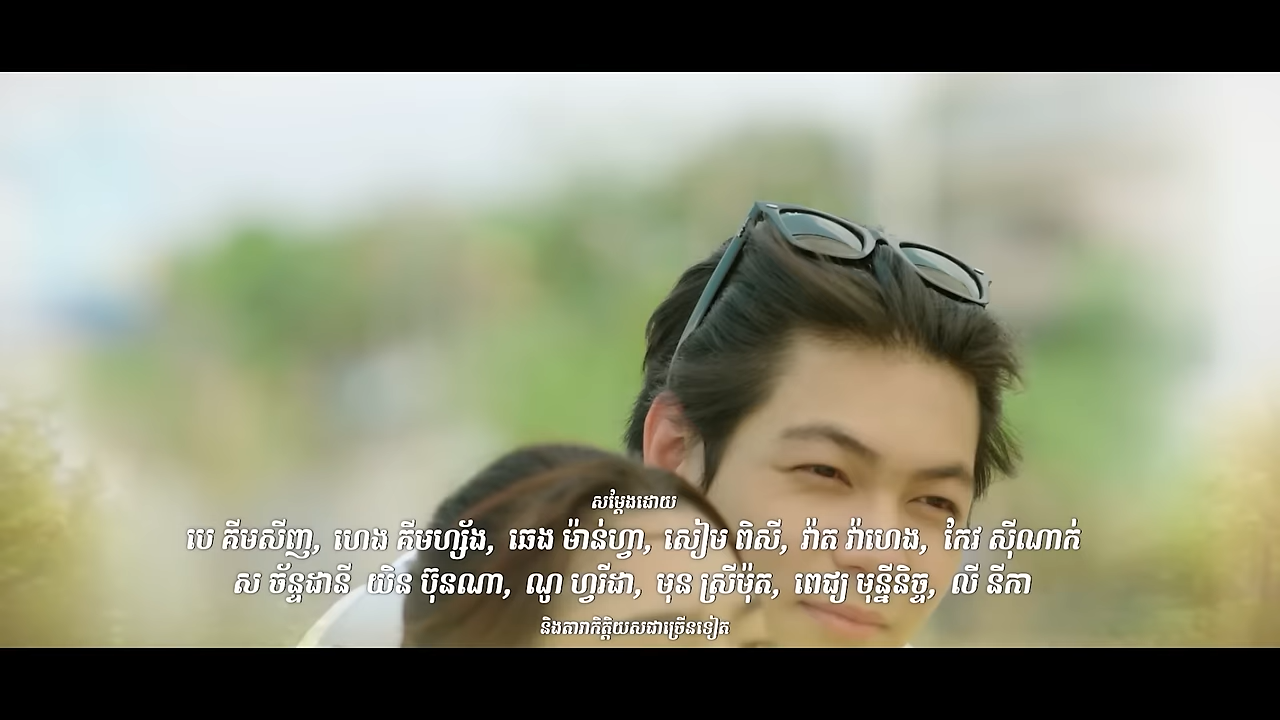 សម្ដែងដោយ
បេ គីមសីញ, ហេង គីមហ្ស័ង, ឆេង ម៉ាន់ហ្វា, សៀម ពិសី, វ៉ាត វ៉ាហេង, កែវ ស៊ីណាក់
ស ច័ន្ទដានី យិន ប៊ុនណា, ណូ ហ្វរីដា, មុន ស្រីម៉ុត, ពេជ្យ មុន្នីនិច្ច, លី នីកា
និងតារាកិត្តិយសជាច្រើនទៀត